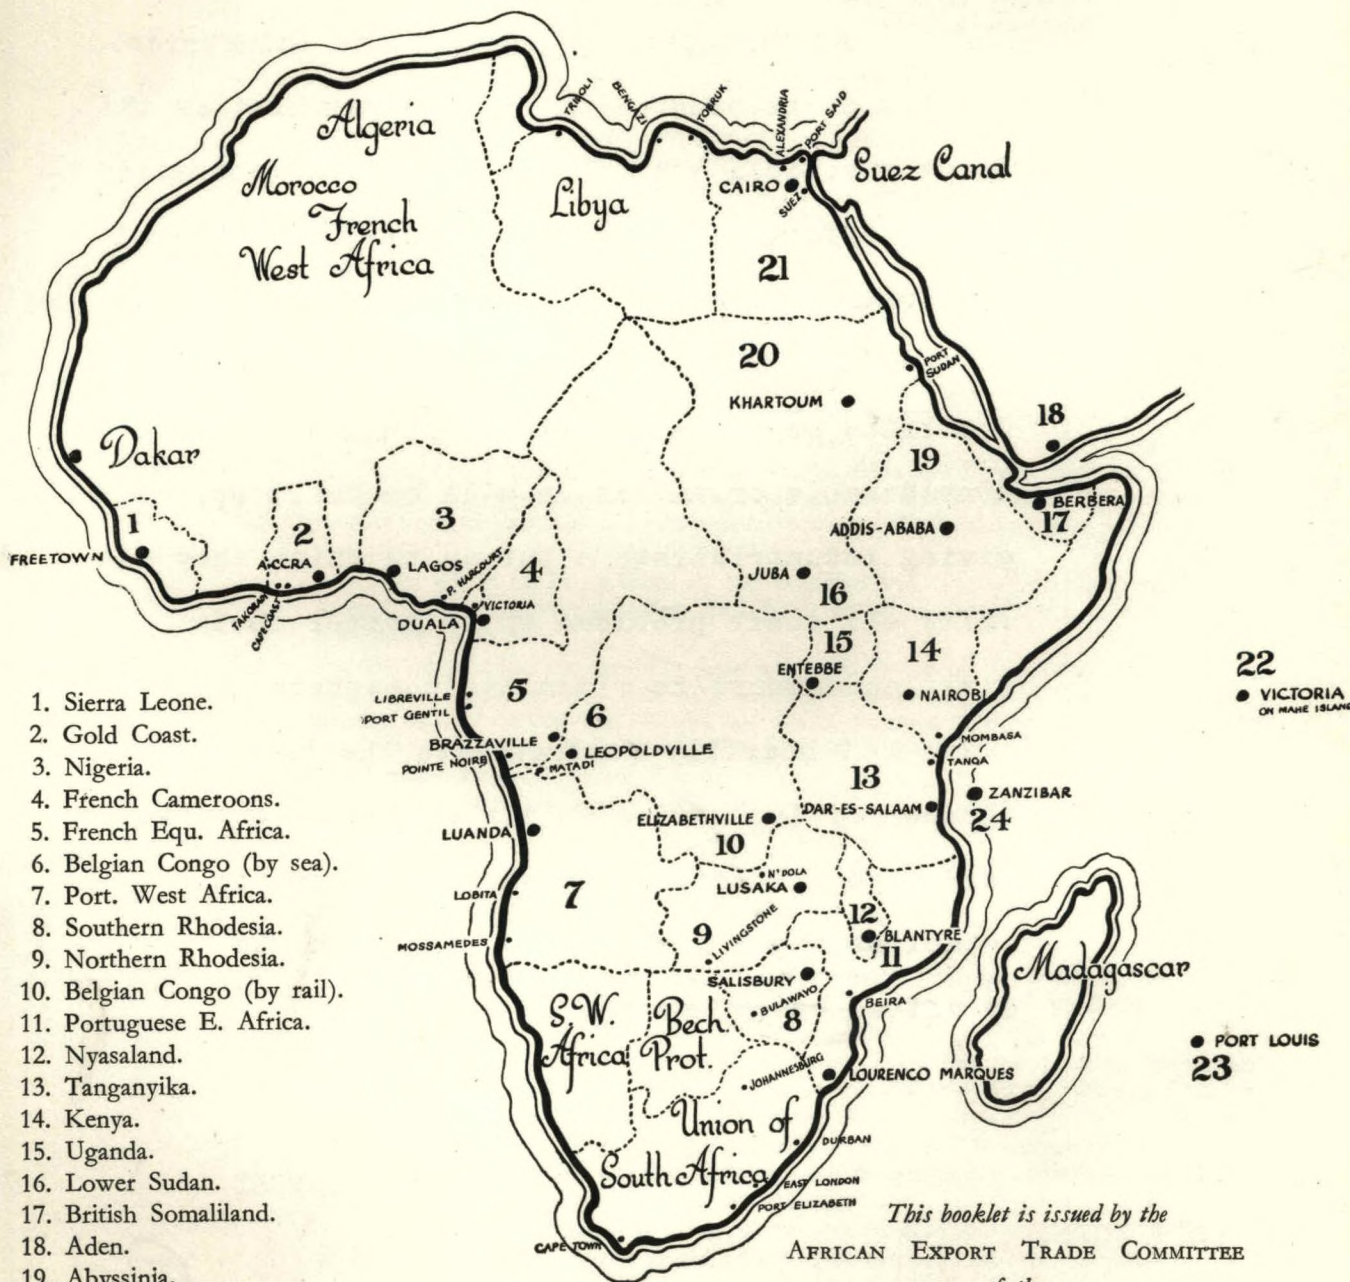 Algeria
Morocco
French
West Africa
Libya
TRIPOLI
BENGAZI
TOBRUK
ALEXANDRIA
PORT SAID
Suez Canal
CAIRO
SUEZ
21
20
PORT
SUDAN
KHARTOUM
18
19
Dakar
BERBERA
17
1
2
3
ADDIS-ABABA
FREETOWN
ACCRA
LAGOS
P. HARCOURT
4
JUBA
16
TAKORADI
CAPE COAST
VICTORIA
DUALA
15
14
ENTEBBE
NAIROBI
22
VICTORIA
ON MAHE ISLAND
LIBREVILLE
PORT GENTIL
5
6
BRAZZAVILLE
LEOPOLDVILLE
POINTE NOIRE
MATADI
MOMBASA
TANGA
13
DAR-ES-SALAAM
ZANZIBAR
24
ELIZABETHVILLE
10
LUANDA
N'DOLA
LUSAKA
LOBITA
7
LIVINGSTONE
9
12
BLANTYRE
11
MOSSAMEDES
Madagascar
SALISBURY
BULAWAYO
8
BEIRA
S.W.
Africa
Bech.
Prot.
JOHANNESBURG
LOURENCO MARQUES
PORT LOUIS
23
Union of
South Africa
DURBAN
EAST LONDON
PORT ELIZABETH
CAPE TOWN
1. Sierra Leone.
2. Gold Coast.
3. Nigeria.
4. French Cameroons.
5. French Equ. Africa.
6. Belgian Congo (by sea).
7. Port. West Africa.
8. Southern Rhodesia.
9. Northern Rhodesia.
10. Belgian Congo (by rail).
11. Portuguese E. Africa.
12. Nyasaland.
13. Tanganyika.
14. Kenya.
15. Uganda.
16. Lower Sudan.
17. British Somaliland.
18. Aden.
19. Abyssinia.
This booklet is issued by the
AFRICAN EXPORT TRADE COMMITTEE
of the